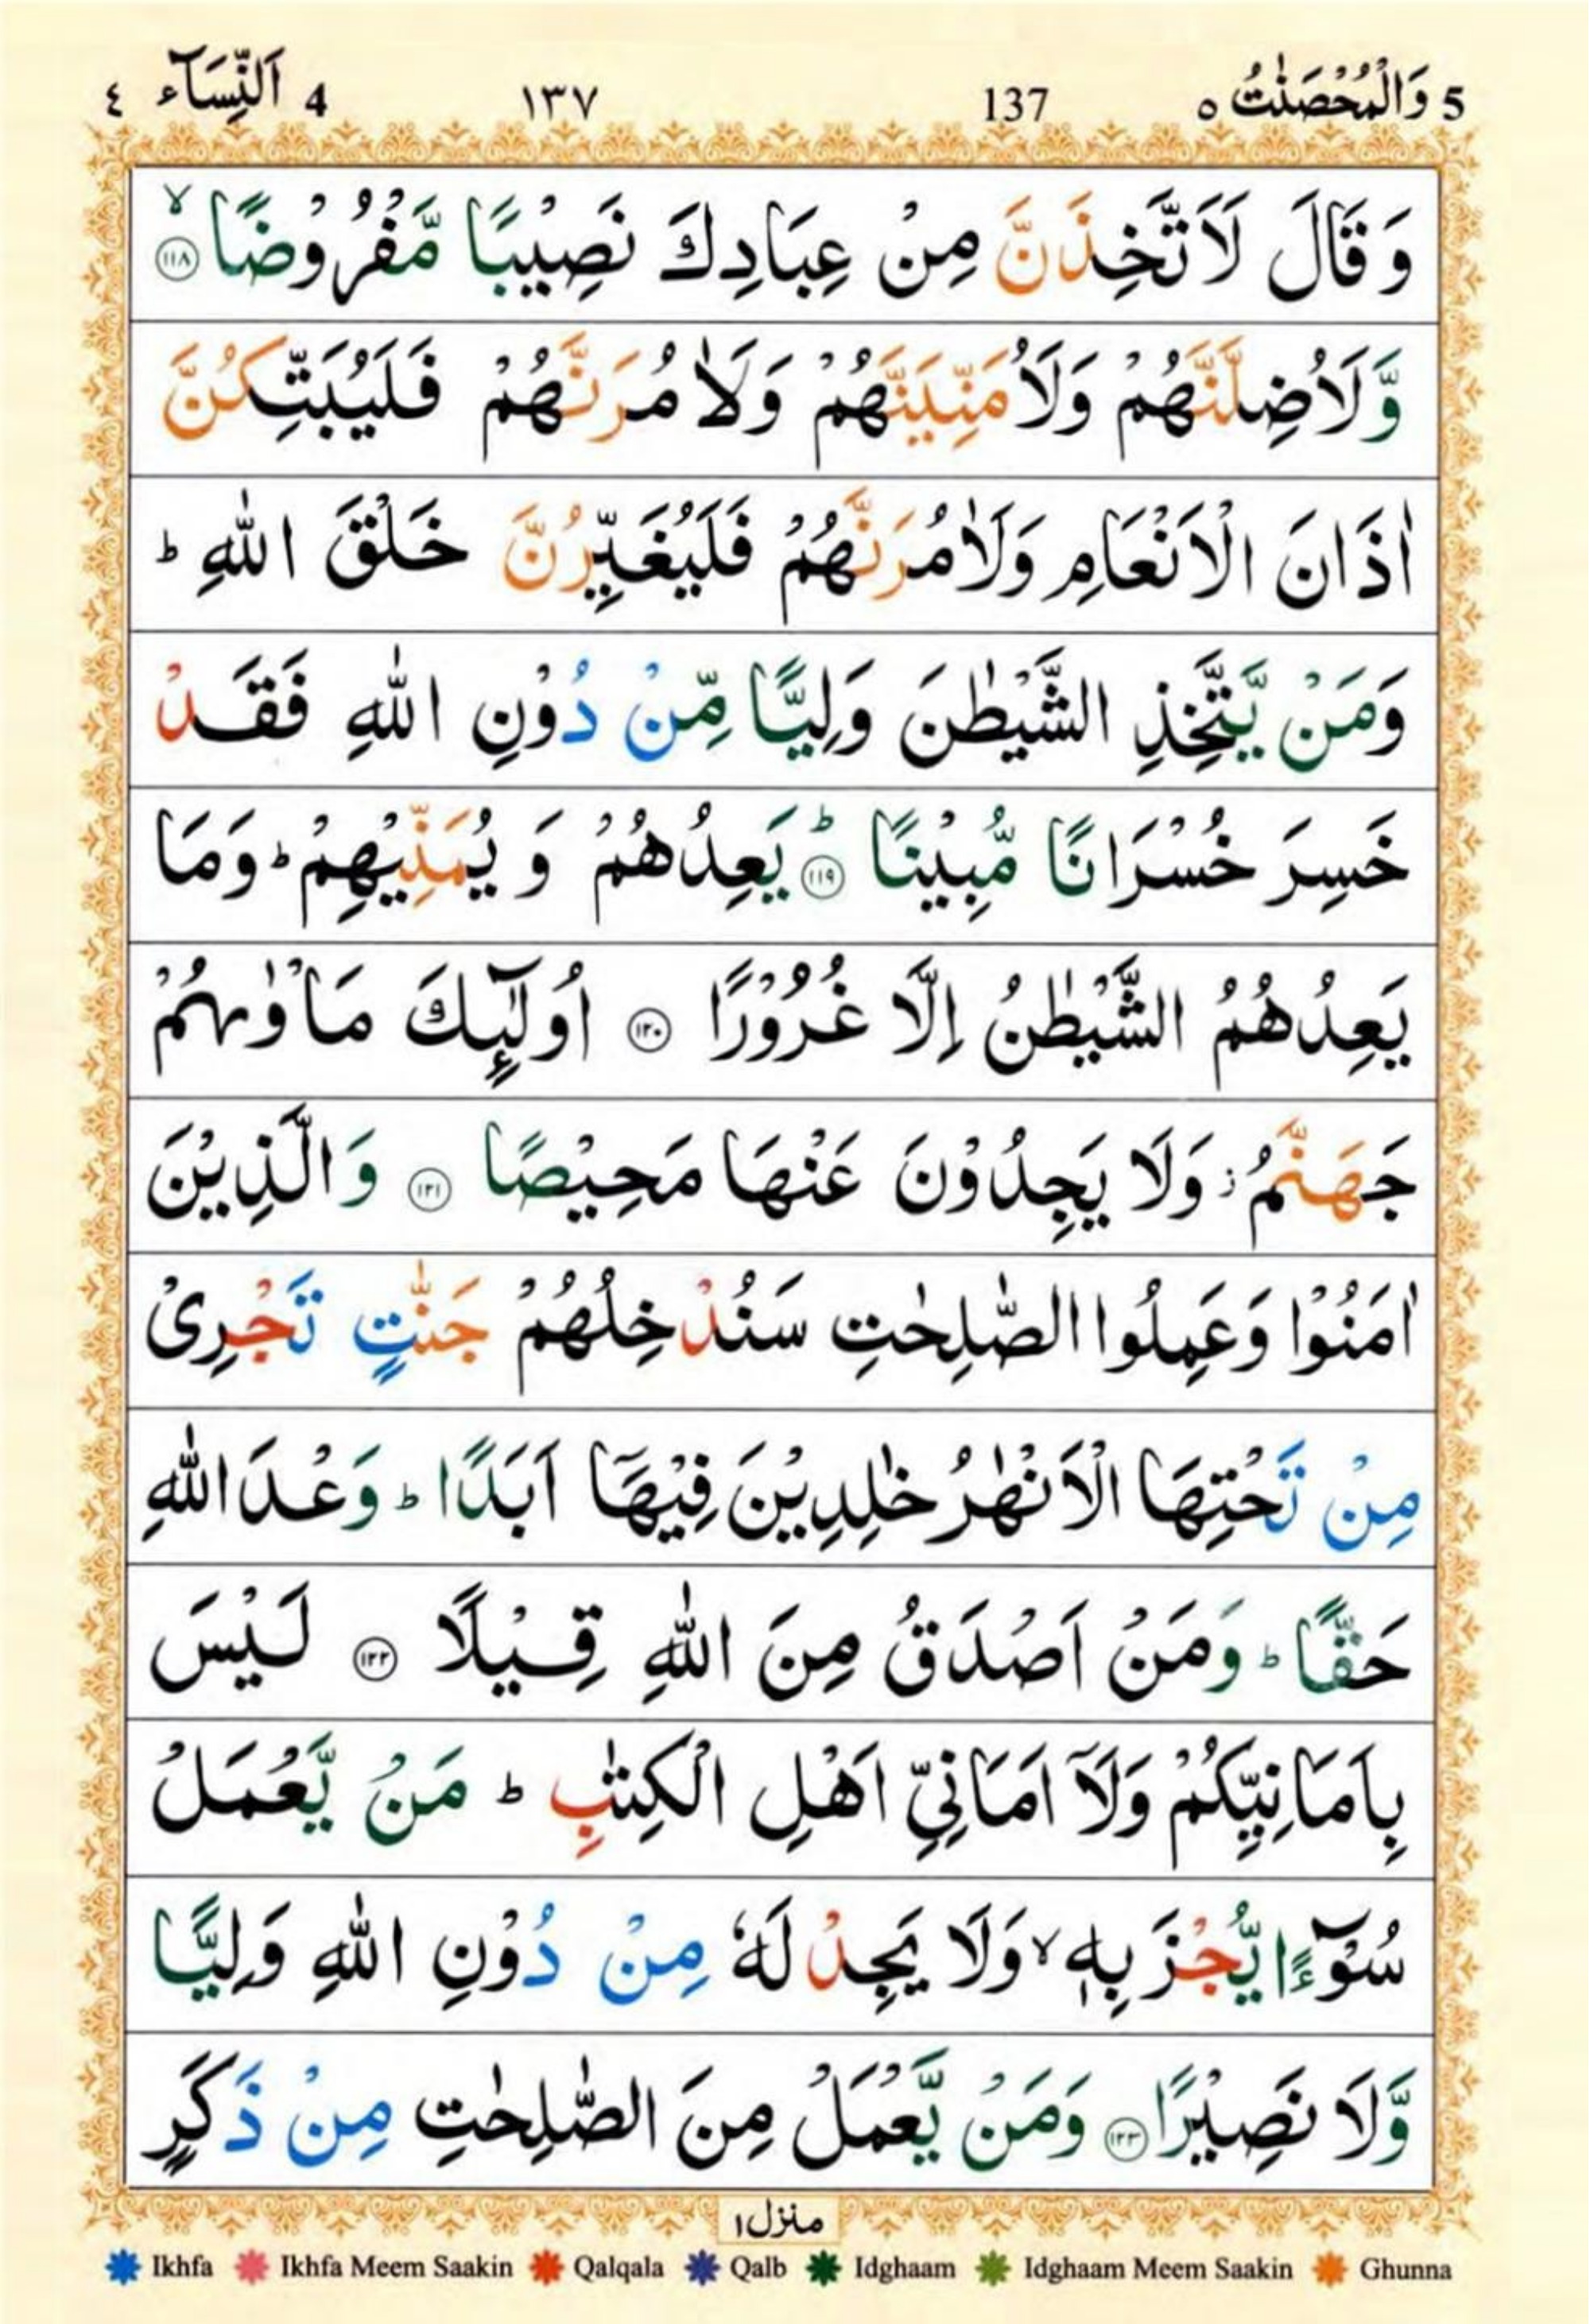 5 وَالْمُحْصَنٰتُ ٥ 137 ١٣٧ 4 اَلنِّسَآء ٤
وَقَالَ لَاَتَّخِذَنَّ مِنْ عِبَادِكَ نَصِيْبًا مَّفْرُوْضًا ۙ ۝١١٨
وَّلَاُضِلَّنَّهُمْ وَلَاُمَنِّيَنَّهُمْ وَلَاٰمُرَنَّهُمْ فَلَيُبَتِّكُنَّ
اٰذَانَ الْاَنْعَامِ وَلَاٰمُرَنَّهُمْ فَلَيُغَيِّرُنَّ خَلْقَ اللّٰهِ ؕ
وَمَنْ يَّتَّخِذِ الشَّيْطٰنَ وَلِيًّا مِّنْ دُوْنِ اللّٰهِ فَقَدْ
خَسِرَ خُسْرَانًا مُّبِيْنًا ؕ ۝١١٩ يَعِدُهُمْ وَ يُمَنِّيْهِمْ ؕ وَمَا
يَعِدُهُمُ الشَّيْطٰنُ اِلَّا غُرُوْرًا ۝١٢٠ اُولٰٓئِكَ مَاْوٰىهُمْ
جَهَنَّمُ ؗ وَلَا يَجِدُوْنَ عَنْهَا مَحِيْصًا ۝١٢١ وَالَّذِيْنَ
اٰمَنُوْا وَعَمِلُوا الصّٰلِحٰتِ سَنُدْخِلُهُمْ جَنّٰتٍ تَجْرِىْ
مِنْ تَحْتِهَا الْاَنْهٰرُ خٰلِدِيْنَ فِيْهَاۤ اَبَدًا ؕ وَعْدَ اللّٰهِ
حَقًّا ؕ وَمَنْ اَصْدَقُ مِنَ اللّٰهِ قِيْلًا ۝١٢٢ لَيْسَ
بِاَمَانِيِّكُمْ وَلَاۤ اَمَانِىِّ اَهْلِ الْكِتٰبِ ؕ مَنْ يَّعْمَلْ
سُوْٓءًا يُّجْزَ بِهٖ ۙ وَلَا يَجِدْ لَهٗ مِنْ دُوْنِ اللّٰهِ وَلِيًّا
وَّلَا نَصِيْرًا ۝١٢٣ وَمَنْ يَّعْمَلْ مِنَ الصّٰلِحٰتِ مِنْ ذَكَرٍ
منزل ١
Ikhfa Ikhfa Meem Saakin Qalqala Qalb Idghaam Idghaam Meem Saakin Ghunna